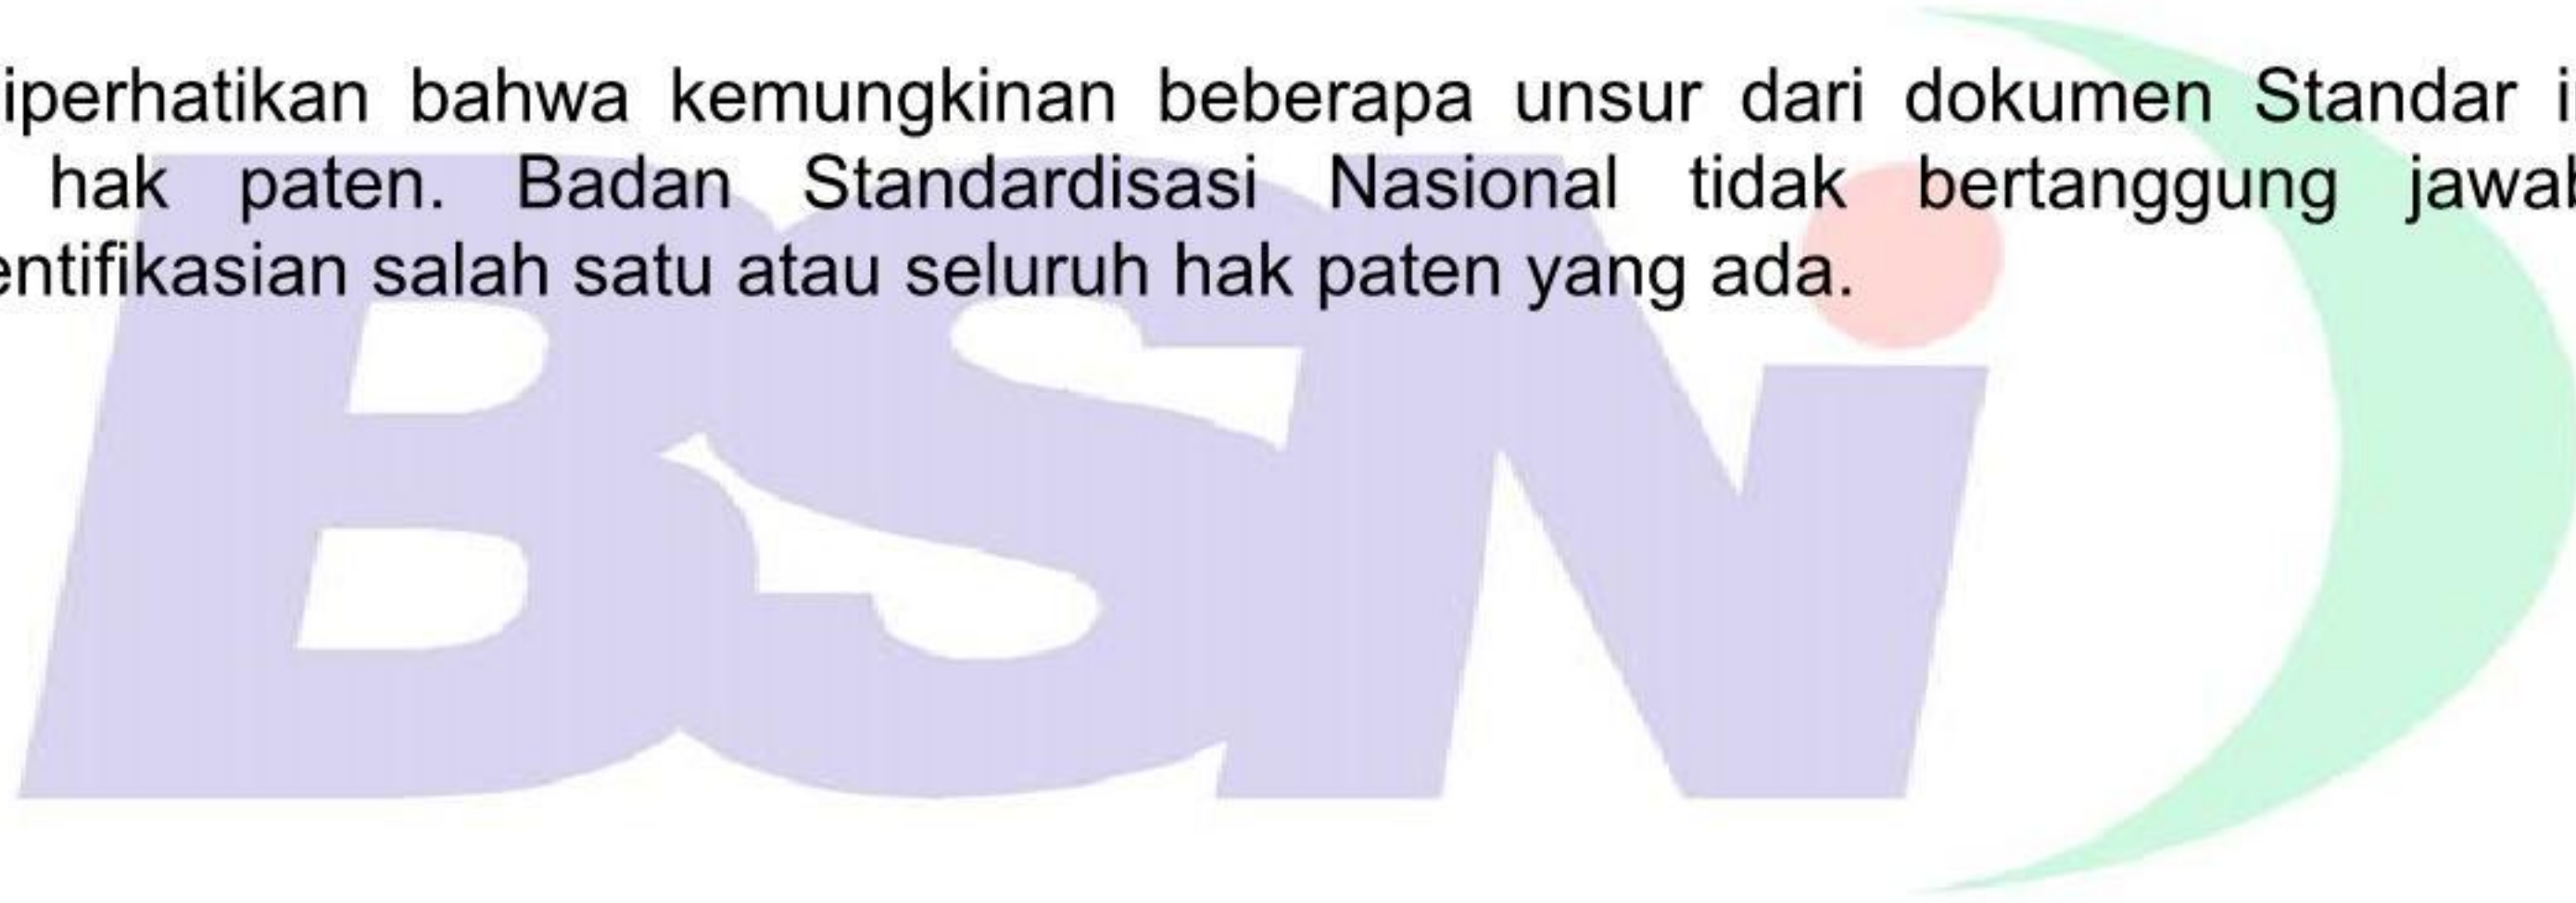 iperhatikan bahwa kemungkinan beberapa unsur dari dokumen Standar
hak paten. Badan Standardisasi Nasional tidak bertanggung
entifikasian salah satu atau seluruh hak paten yang ada.
BSN